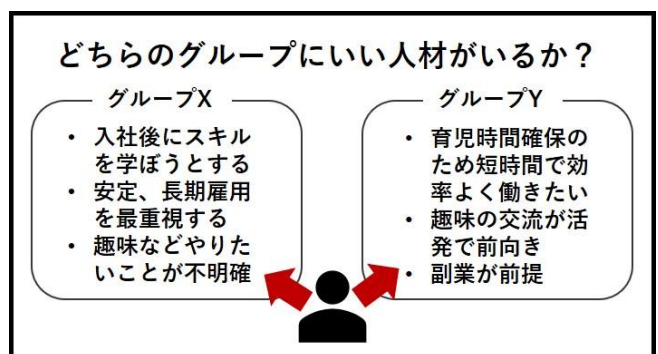 どちらのグループにいい人材がいるか？
グループX
• 入社後にスキル
を学ぼうとする
• 安定、長期雇用
を最重視する
• 趣味などやりた
いことが不明確
グループY
• 育児時間確保の
ため短時間で効
率よく働きたい
• 趣味の交流が活
発で前向き
• 副業が前提